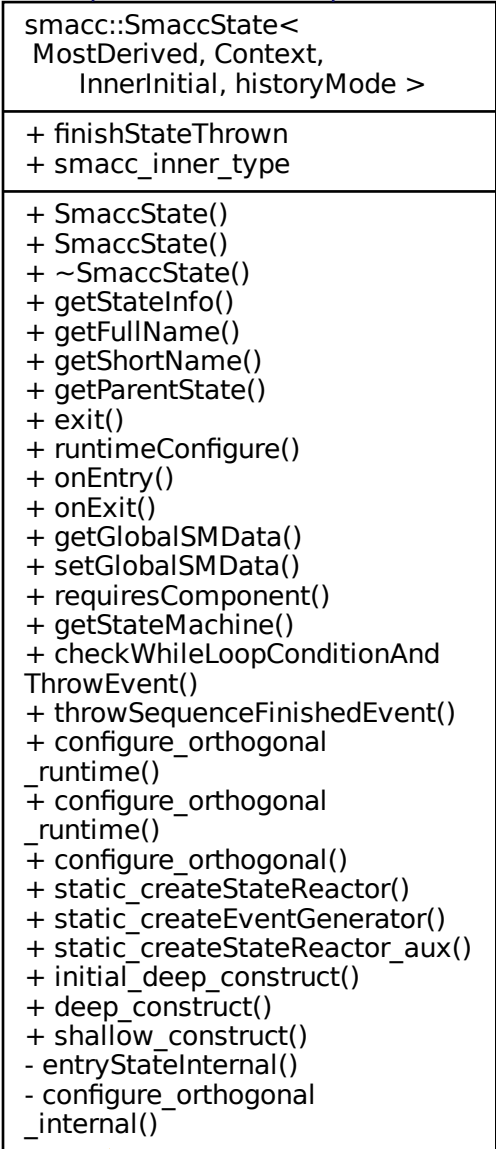 smacc::SmaccState<
MostDerived, Context,
InnerInitial, historyMode >
+ finishStateThrown
+ smacc_inner_type
+ SmaccState()
+ SmaccState()
+ ~SmaccState()
+ getStateInfo()
+ getFullName()
+ getShortName()
+ getParentState()
+ exit()
+ runtimeConfigure()
+ onEntry()
+ onExit()
+ getGlobalSMData()
+ setGlobalSMData()
+ requiresComponent()
+ getStateMachine()
+ checkWhileLoopConditionAnd
ThrowEvent()
+ throwSequenceFinishedEvent()
+ configure_orthogonal
_runtime()
+ configure_orthogonal
_runtime()
+ configure_orthogonal()
+ static_createStateReactor()
+ static_createEventGenerator()
+ static_createStateReactor_aux()
+ initial_deep_construct()
+ deep_construct()
+ shallow_construct()
- entryStateInternal()
- configure_orthogonal
_internal()